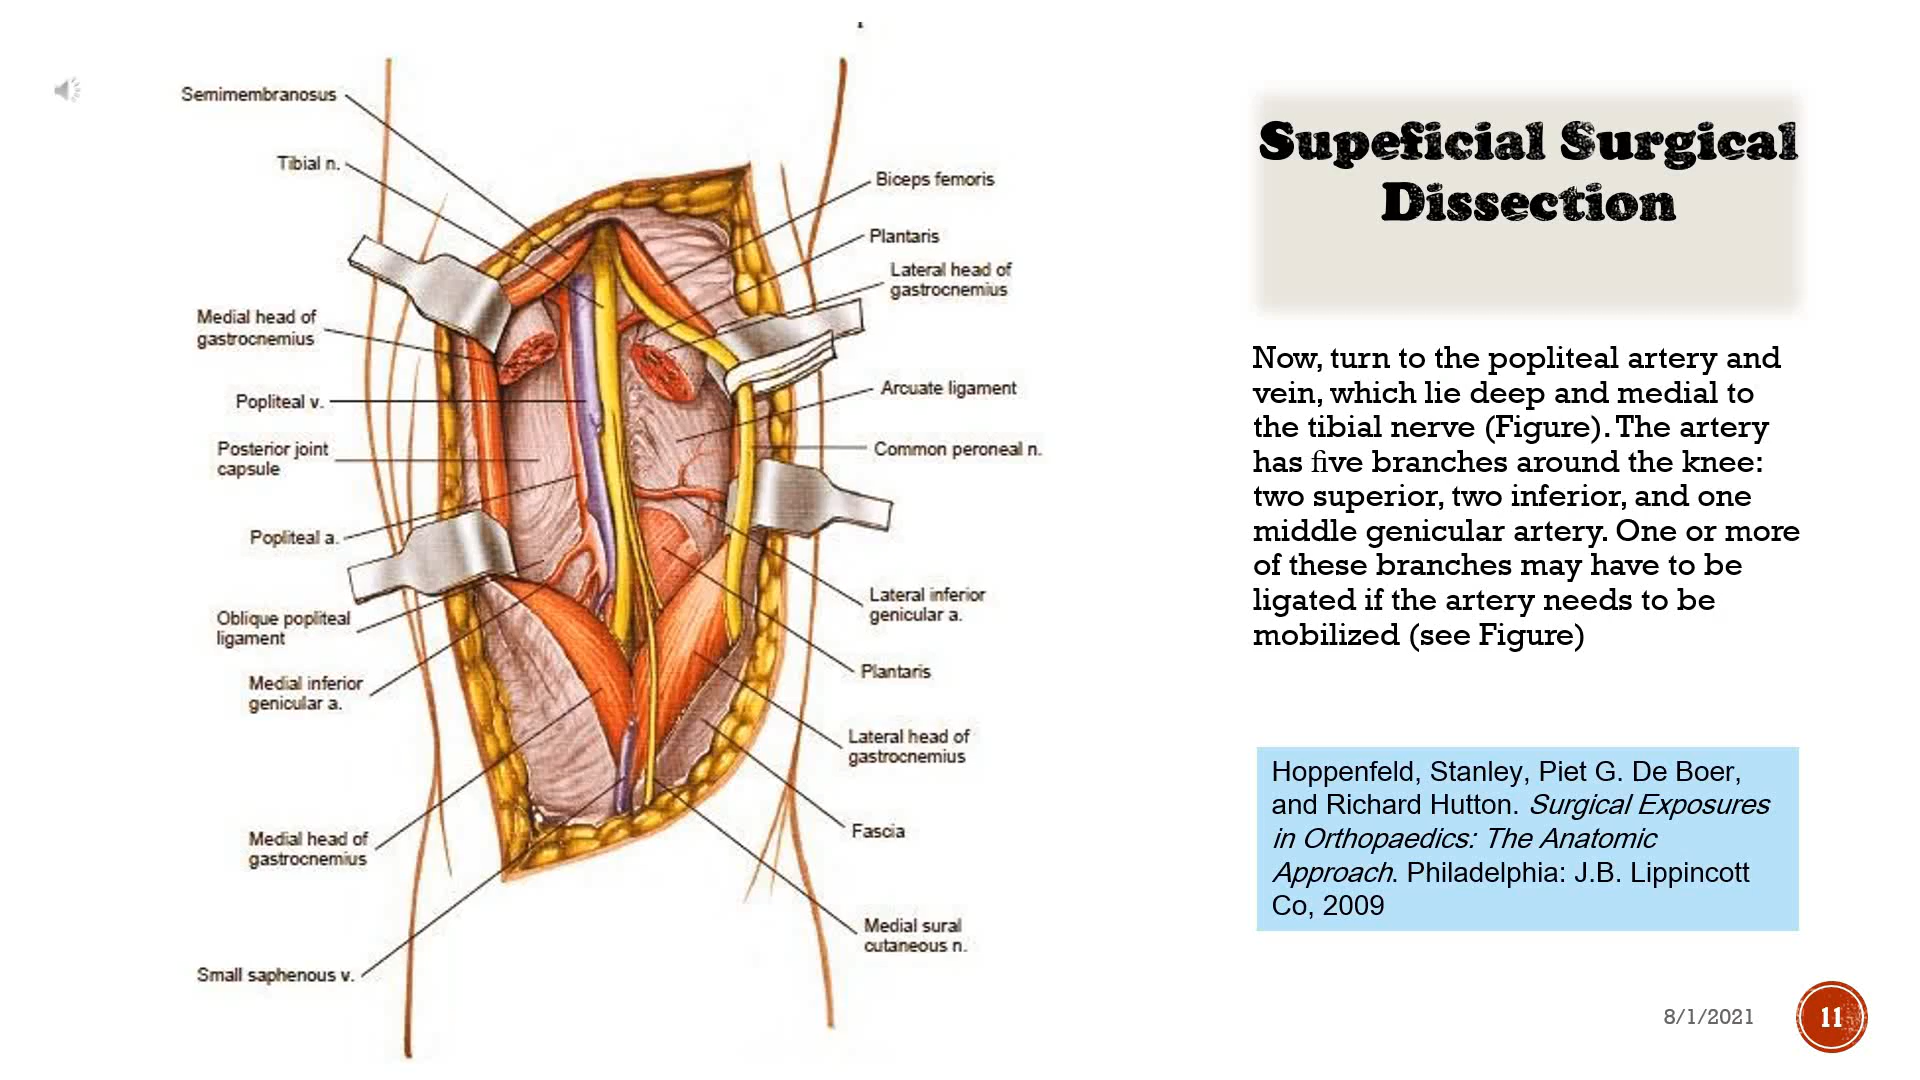 Semimembranosus
Tibial n.
Medial head of
gastrocnemius
Popliteal v.
Posterior joint
capsule
Popliteal a.
Oblique popliteal
ligament
Medial inferior
genicular a.
Medial head of
gastrocnemius
Small saphenous v.
Biceps femoris
Plantaris
Lateral head of
gastrocnemius
Arcuate ligament
Common peroneal n.
Lateral inferior
genicular a.
Plantaris
Lateral head of
gastrocnemius
Fascia
Medial sural
cutaneous n.
Supeficial Surgical
Dissection
Now, turn to the popliteal artery and
vein, which lie deep and medial to
the tibial nerve (Figure). The artery
has five branches around the knee:
two superior, two inferior, and one
middle genicular artery. One or more
of these branches may have to be
ligated if the artery needs to be
mobilized (see Figure)
Hoppenfeld, Stanley, Piet G. De Boer,
and Richard Hutton. Surgical Exposures
in Orthopaedics: The Anatomic
Approach. Philadelphia: J.B. Lippincott
Co, 2009
8/1/2021
11